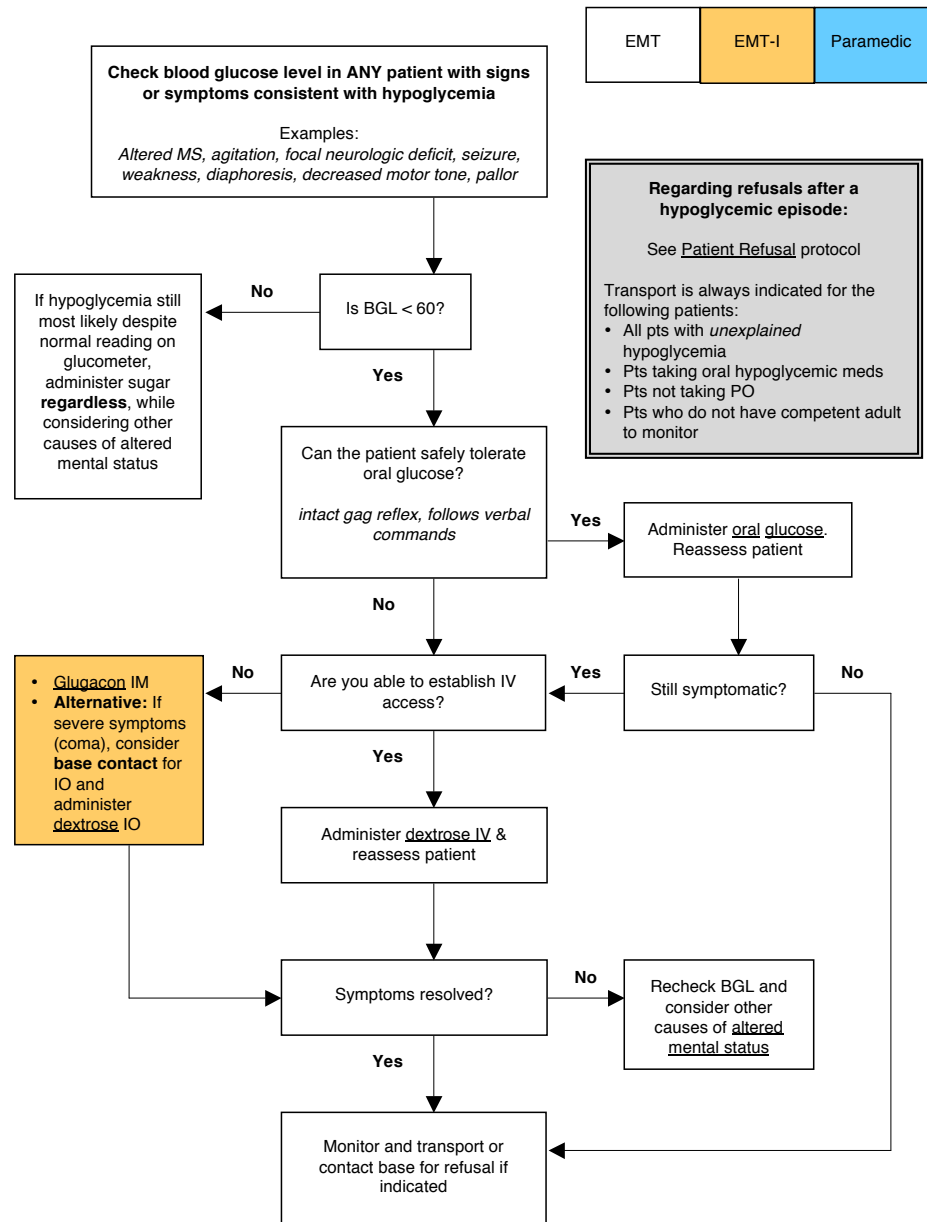 EMT
EMT-I
Paramedic
Check blood glucose level in ANY patient with signs
or symptoms consistent with hypoglycemia
Examples:
Altered MS, agitation, focal neurologic deficit, seizure,
weakness, diaphoresis, decreased motor tone, pallor
Regarding refusals after a
hypoglycemic episode:
See Patient Refusal protocol
Transport is always indicated for the
following patients:
• All pts with unexplained
hypoglycemia
• Pts taking oral hypoglycemic meds
• Pts not taking PO
• Pts who do not have competent adult
to monitor
No
Is BGL < 60?
If hypoglycemia still
most likely despite
normal reading on
glucometer,
administer sugar
regardless, while
considering other
causes of altered
mental status
Yes
Can the patient safely tolerate
oral glucose?
intact gag reflex, follows verbal
commands
Yes
Administer oral glucose.
Reassess patient
No
• Glugacon IM
• Alternative: If
severe symptoms
(coma), consider
base contact for
IO and
administer
dextrose IO
No
Are you able to establish IV
access?
Yes
Still symptomatic?
No
Yes
Administer dextrose IV &
reassess patient
Symptoms resolved?
No
Recheck BGL and
consider other
causes of altered
mental status
Yes
Monitor and transport or
contact base for refusal if
indicated